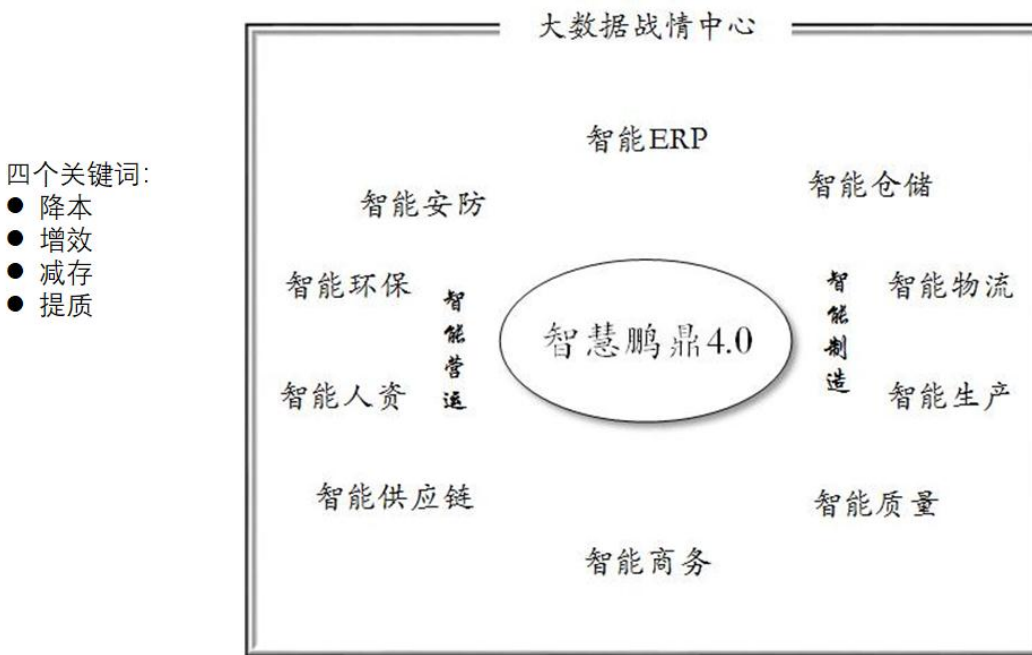 大数据战情中心
四个关键词:
● 降本
● 增效
● 减存
● 提质
智能ERP
智能安防
智能仓储
智能环保
智能营运
智慧鹏鼎4.0
智能制造
智能物流
智能人资
智能生产
智能供应链
智能质量
智能商务